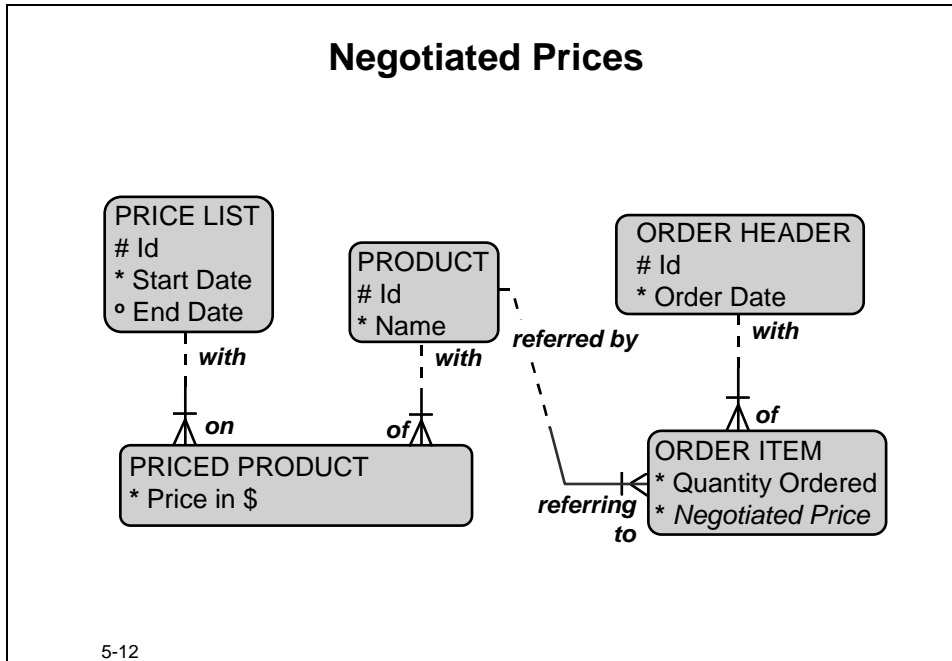 Negotiated Prices
PRICE LIST
# Id
* Start Date
º End Date
PRODUCT
# Id
* Name
ORDER HEADER
# Id
* Order Date
with
with
referred by
with
on
of
of
PRICED PRODUCT
* Price in $
ORDER ITEM
* Quantity Ordered
* Negotiated Price
referring
to
5-12